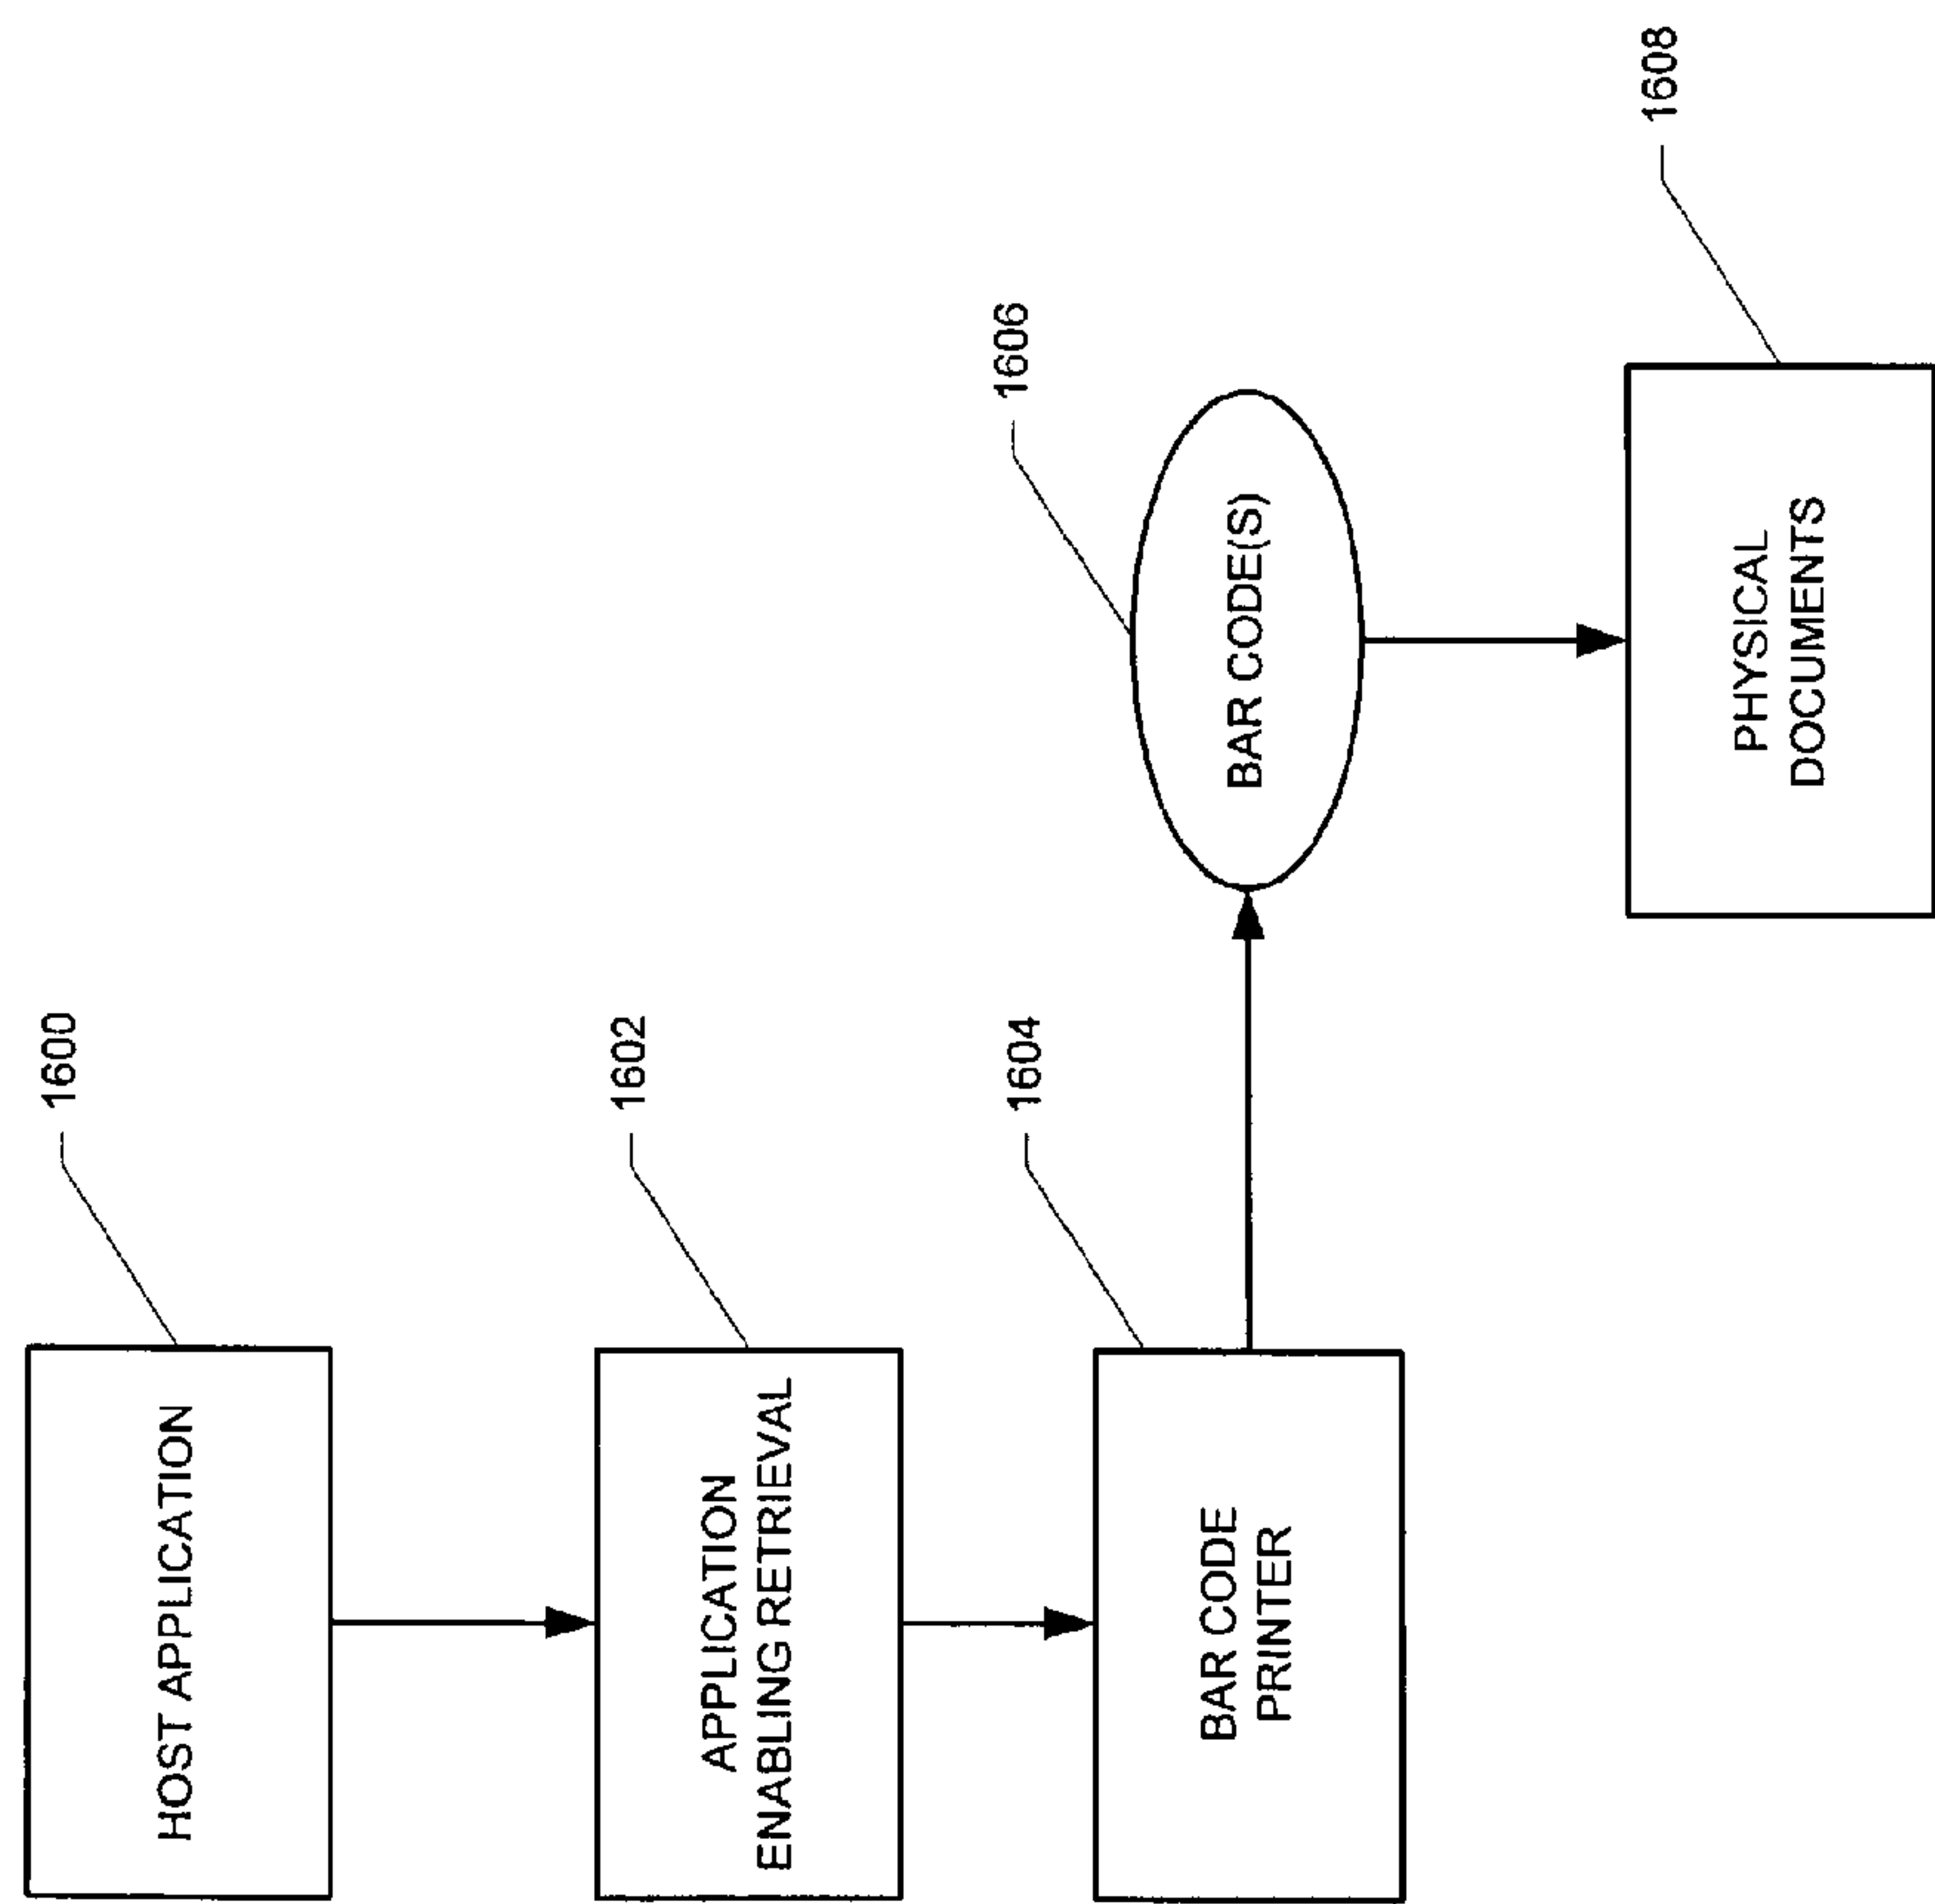 1600
HOST APPLICATION
1602
APPLICATION
ENABLING RETRIEVAL
1604
BAR CODE
PRINTER
1606
BAR CODE(S)
1608
PHYSICAL
DOCUMENTS